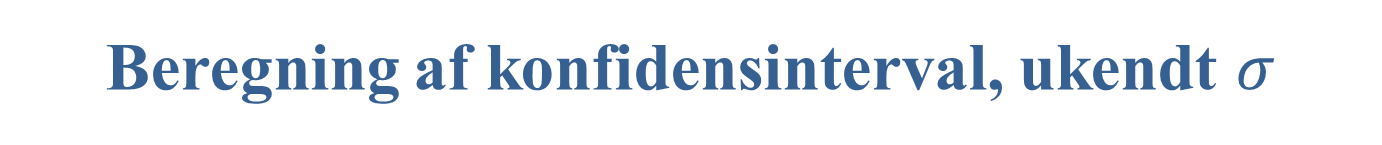 Beregning af konfidensinterval, ukendt σ